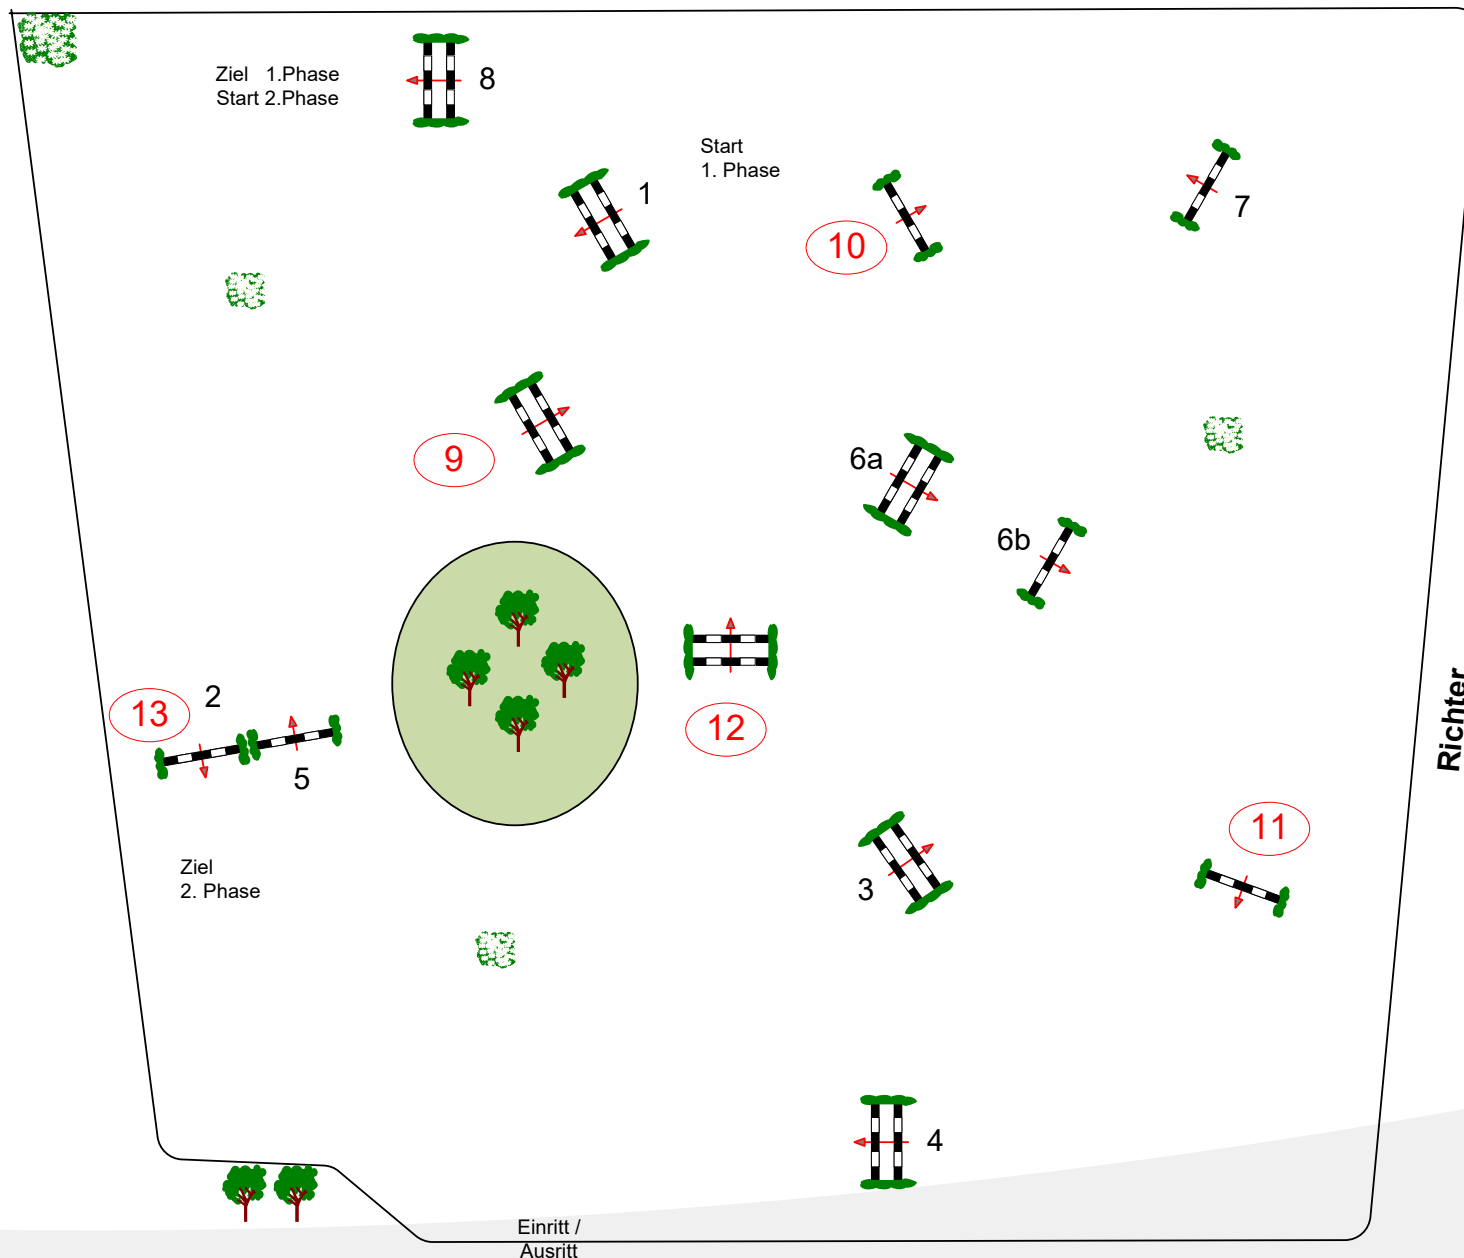 Ziel 1.Phase
Start 2.Phase
8
Start
1. Phase
1
10
7
9
6a
6b
13
2
5
12
Richter
11
3
Ziel
2. Phase
4
Einritt /
Ausritt